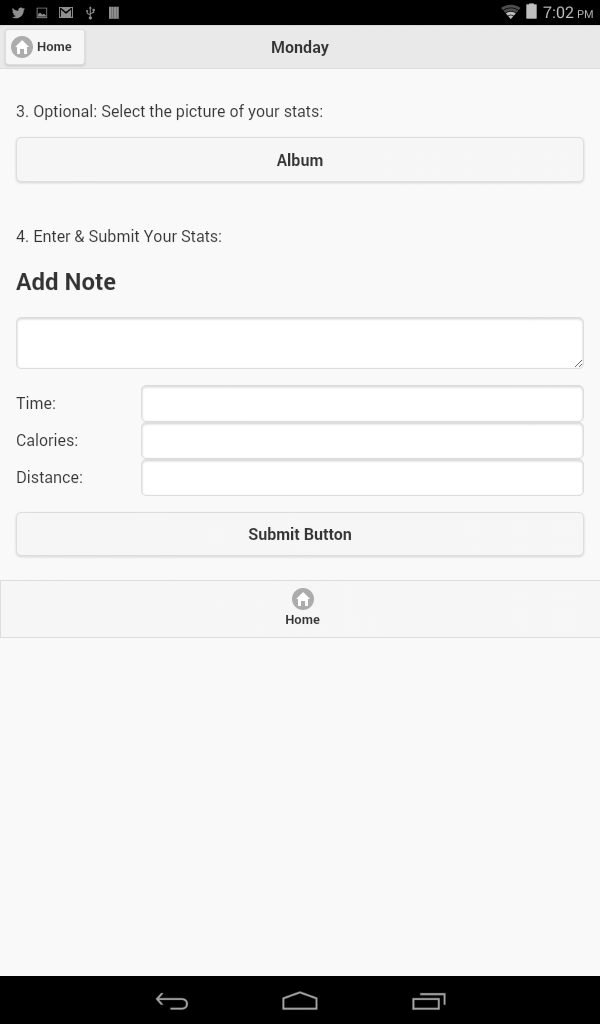 7:02 PM
Home
Monday
3. Optional: Select the picture of your stats:
Album
4. Enter & Submit Your Stats:
Add Note
Time:
Calories:
Distance:
Submit Button
Home